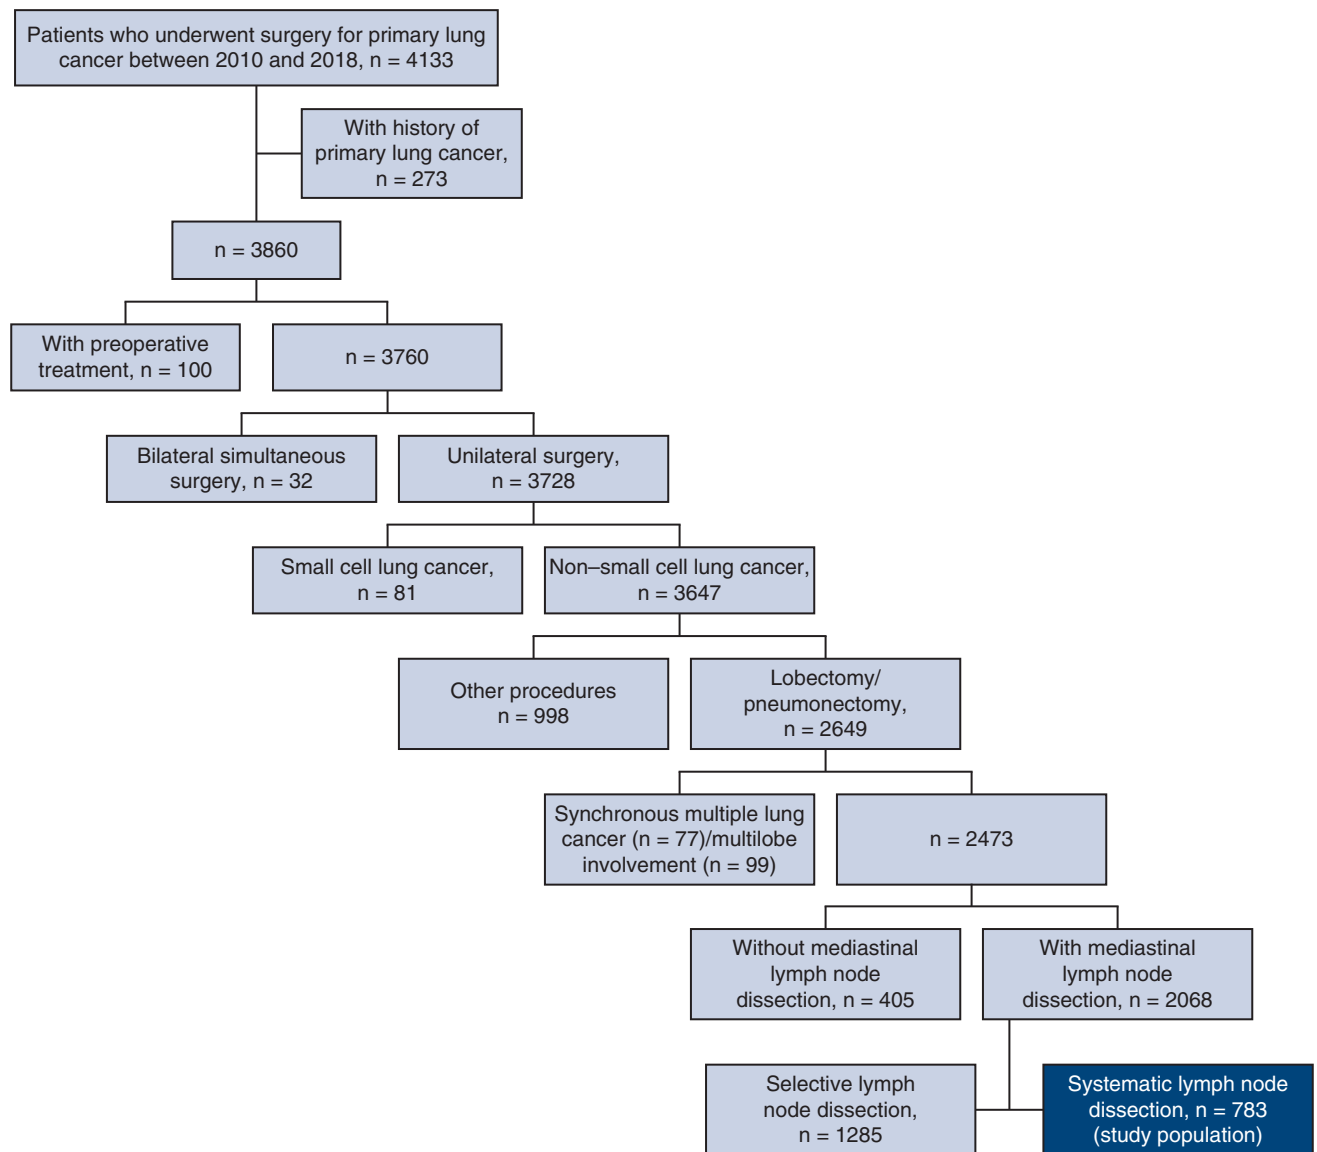 Patients who underwent surgery for primary lung
cancer between 2010 and 2018, n = 4133
With history of
primary lung cancer,
n = 273
n = 3860
With preoperative
treatment, n = 100
n = 3760
Bilateral simultaneous
surgery, n = 32
Unilateral surgery,
n = 3728
Small cell lung cancer,
n = 81
Non–small cell lung cancer,
n = 3647
Other procedures
n = 998
Lobectomy/
pneumonectomy,
n = 2649
Synchronous multiple lung
cancer (n = 77)/multilobe
involvement (n = 99)
n = 2473
Without mediastinal
lymph node
dissection, n = 405
With mediastinal
lymph node
dissection, n = 2068
Selective lymph
node dissection,
n = 1285
Systematic lymph node
dissection, n = 783
(study population)